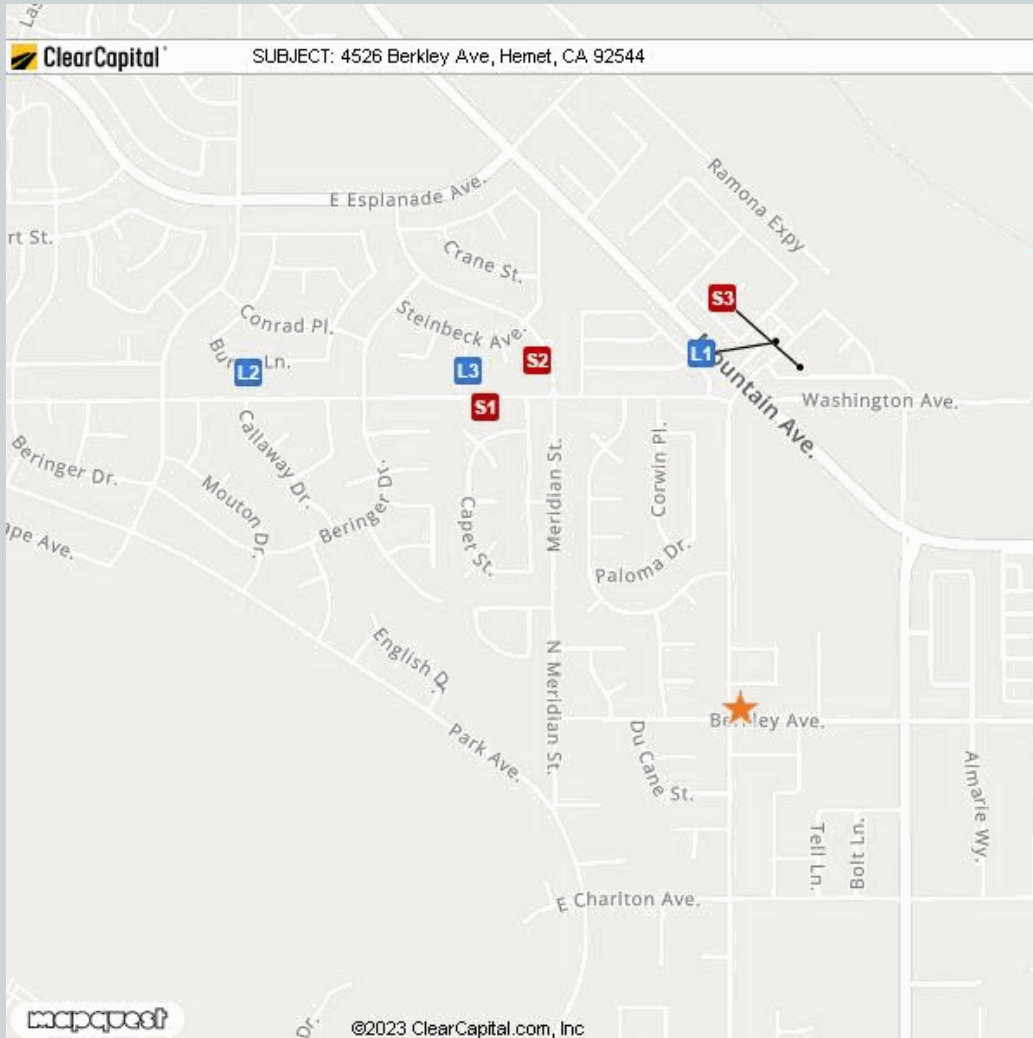 Las
ClearCapital
SUBJECT: 4526 Berkley Ave, Hemet, CA 92544
E Esplanade Ave.
Ramona Expy
rt St.
Crane St.
Conrad Pl.
Steinbeck Ave.
S3
L1
S2
L2
Ln.
L3
S1
Mountain Ave.
Washington Ave.
Beringer Dr.
Callaway Dr.
Mouton Dr.
Beringer Dr.
Capet St.
Meridian St.
Corwin Pl.
ape Ave.
Paloma Dr.
English D
N Meridian St.
Berkley Ave.
Park Ave.
Du Cane St.
Almarie Wy.
Tell Ln.
Bolt Ln.
E Charlton Ave.
Dr.
mapquest
©2023 ClearCapital.com, Inc